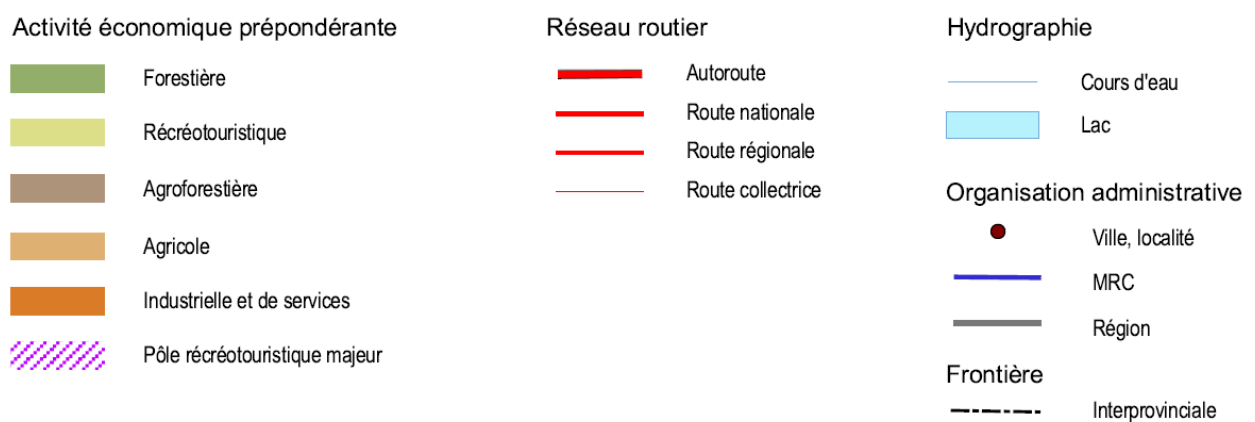 Activité économique prépondérante
Forestière
Récréotouristique
Agroforestière
Agricole
Industrielle et de services
Pôle récréotouristique majeur
Réseau routier
Autoroute
Route nationale
Route régionale
Route collectrice
Hydrographie
Cours d'eau
Lac
Organisation administrative
Ville, localité
MRC
Région
Frontière
Interprovinciale